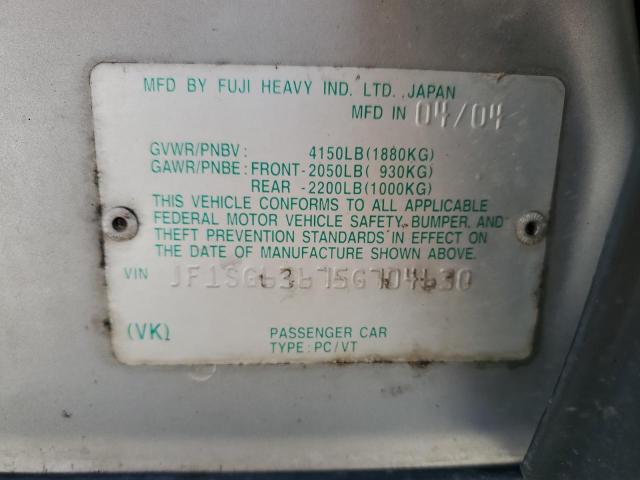 MFD BY FUJI HEAVY IND. LTD. JAPAN
MFD IN 04/04
GVWR/PNBV: 4150LB(1880KG)
GAWR/PNBE: FRONT-2050LB( 930KG)
REAR -2200LB(1000KG)
THIS VEHICLE CONFORMS TO ALL APPLICABLE
FEDERAL MOTOR VEHICLE SAFETY, BUMPER, AND
THEFT PREVENTION STANDARDS IN EFFECT ON
THE DATE OF MANUFACTURE SHOWN ABOVE.
VIN JF1SG63675G704630
(VK) PASSENGER CAR
TYPE: PC/VT